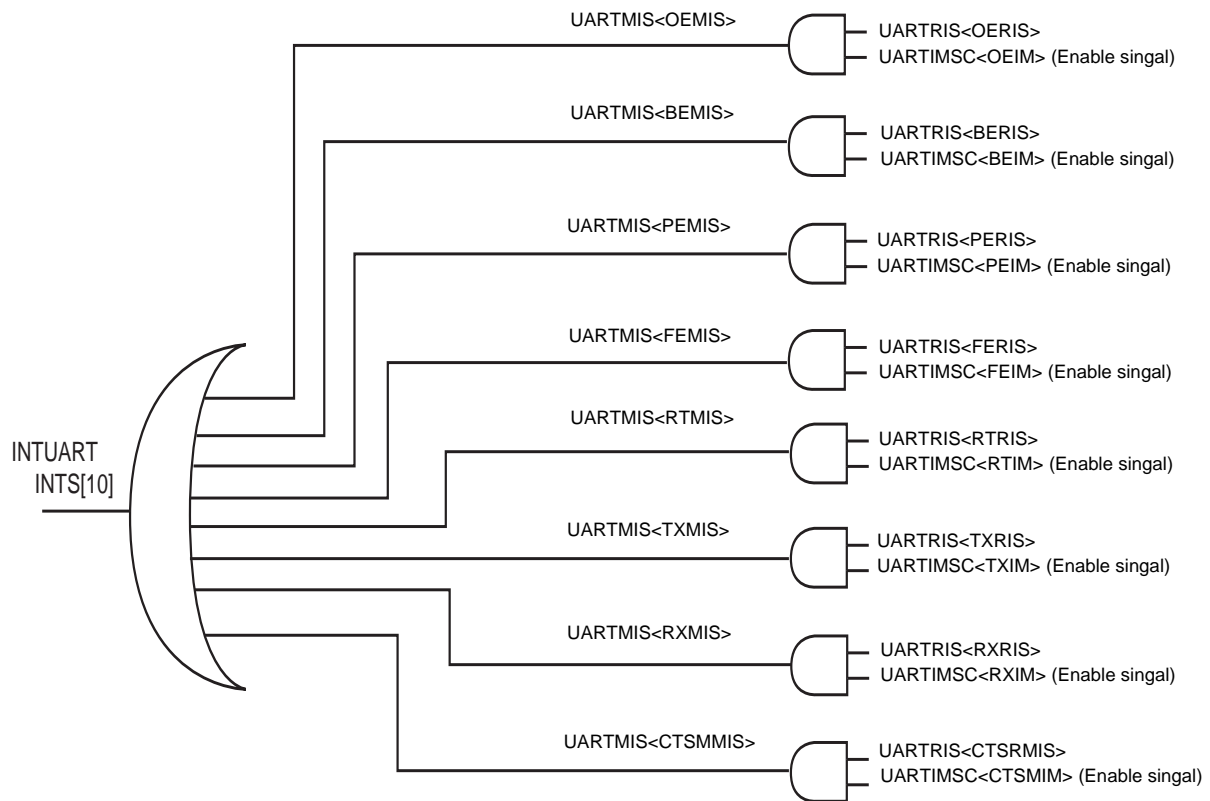 UARTMIS<OEMIS>
UARTRIS<OERIS>
UARTIMSC<OEIM> (Enable singal)
UARTMIS<BEMIS>
UARTRIS<BERIS>
UARTIMSC<BEIM> (Enable singal)
UARTMIS<PEMIS>
UARTRIS<PERIS>
UARTIMSC<PEIM> (Enable singal)
UARTMIS<FEMIS>
UARTRIS<FERIS>
UARTIMSC<FEIM> (Enable singal)
UARTMIS<RTMIS>
UARTRIS<RTRIS>
UARTIMSC<RTIM> (Enable singal)
INTUART
INTS[10]
UARTMIS<TXMIS>
UARTRIS<TXRIS>
UARTIMSC<TXIM> (Enable singal)
UARTMIS<RXMIS>
UARTRIS<RXRIS>
UARTIMSC<RXIM> (Enable singal)
UARTMIS<CTSMMIS>
UARTRIS<CTSRMIS>
UARTIMSC<CTSMIM> (Enable singal)